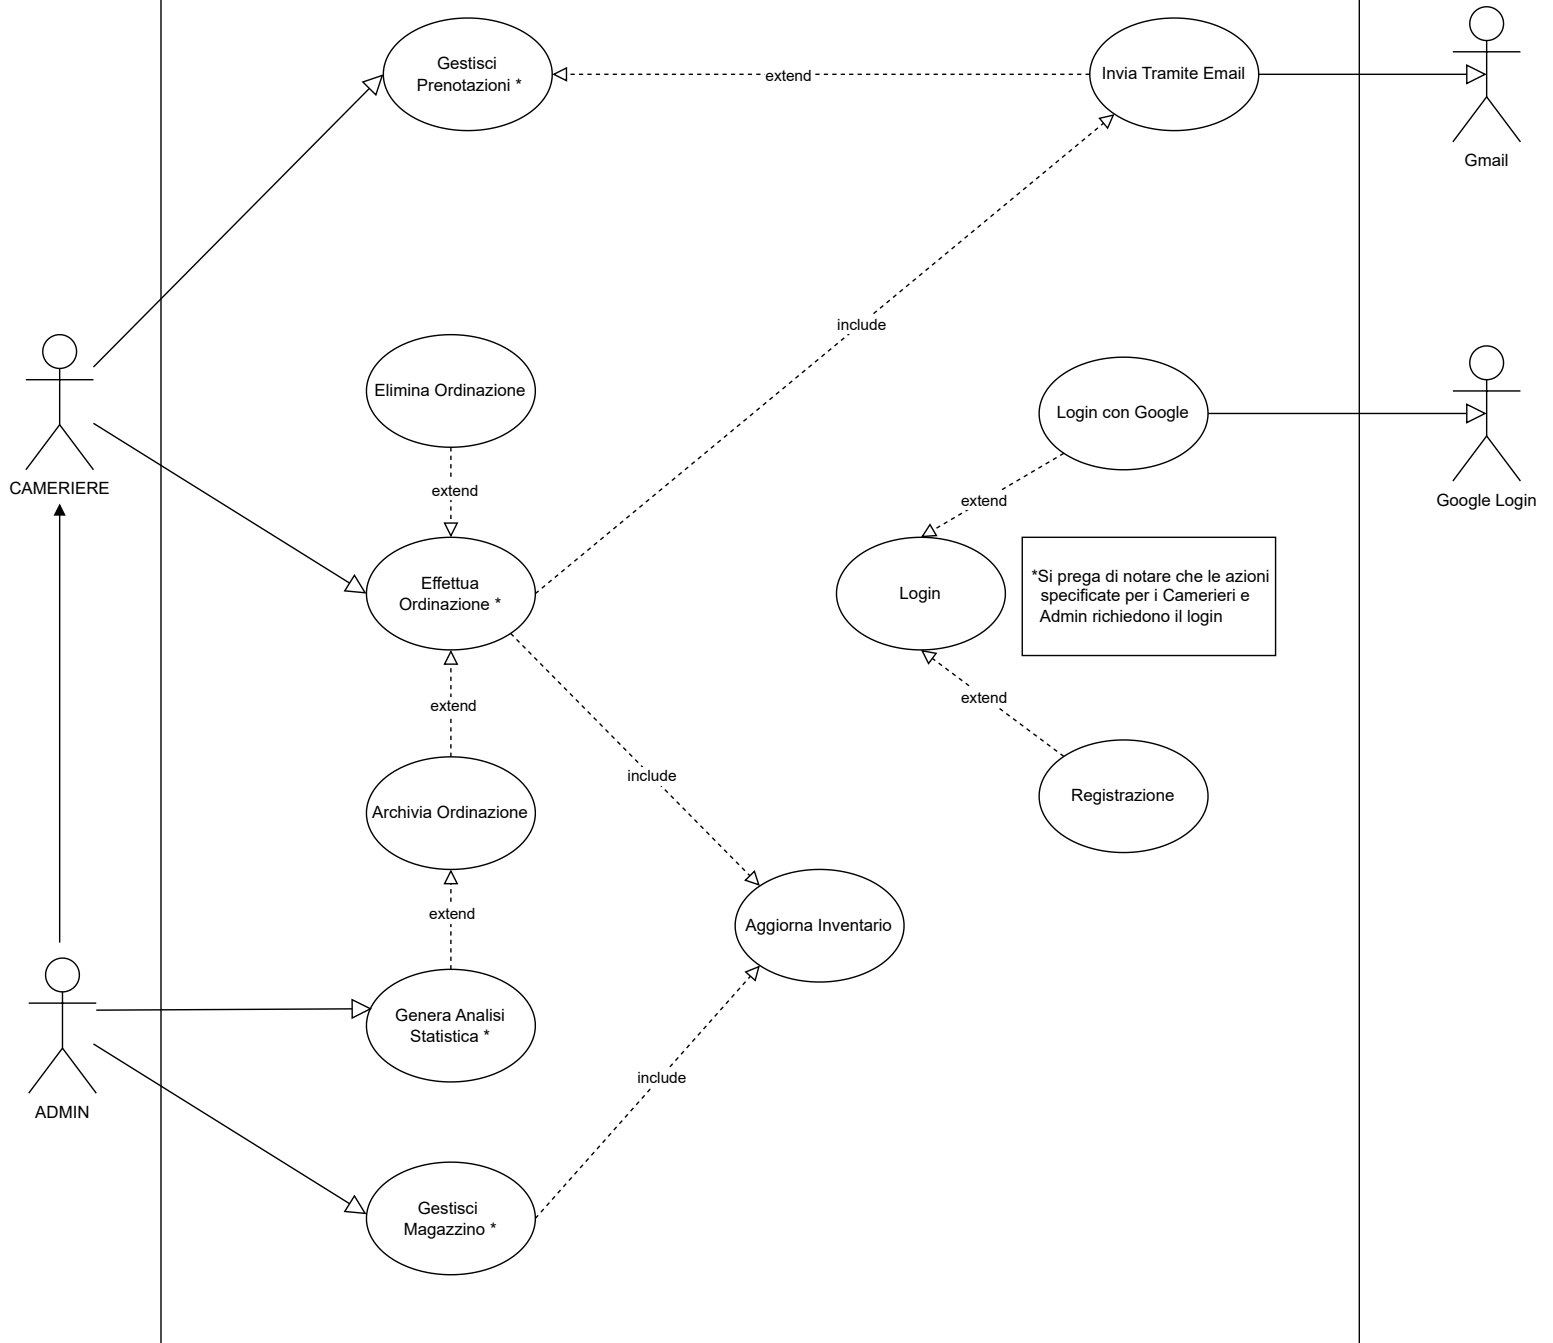 Gestisci
Prenotazioni *
extend
Invia Tramite Email
Gmail
include
Elimina Ordinazione
Login con Google
CAMERIERE
extend
extend
Google Login
Effettua
Ordinazione *
Login
*Si prega di notare che le azioni
specificate per i Camerieri e
Admin richiedono il login
extend
extend
include
Registrazione
Archivia Ordinazione
extend
Aggiorna Inventario
Genera Analisi
Statistica *
include
ADMIN
Gestisci
Magazzino *